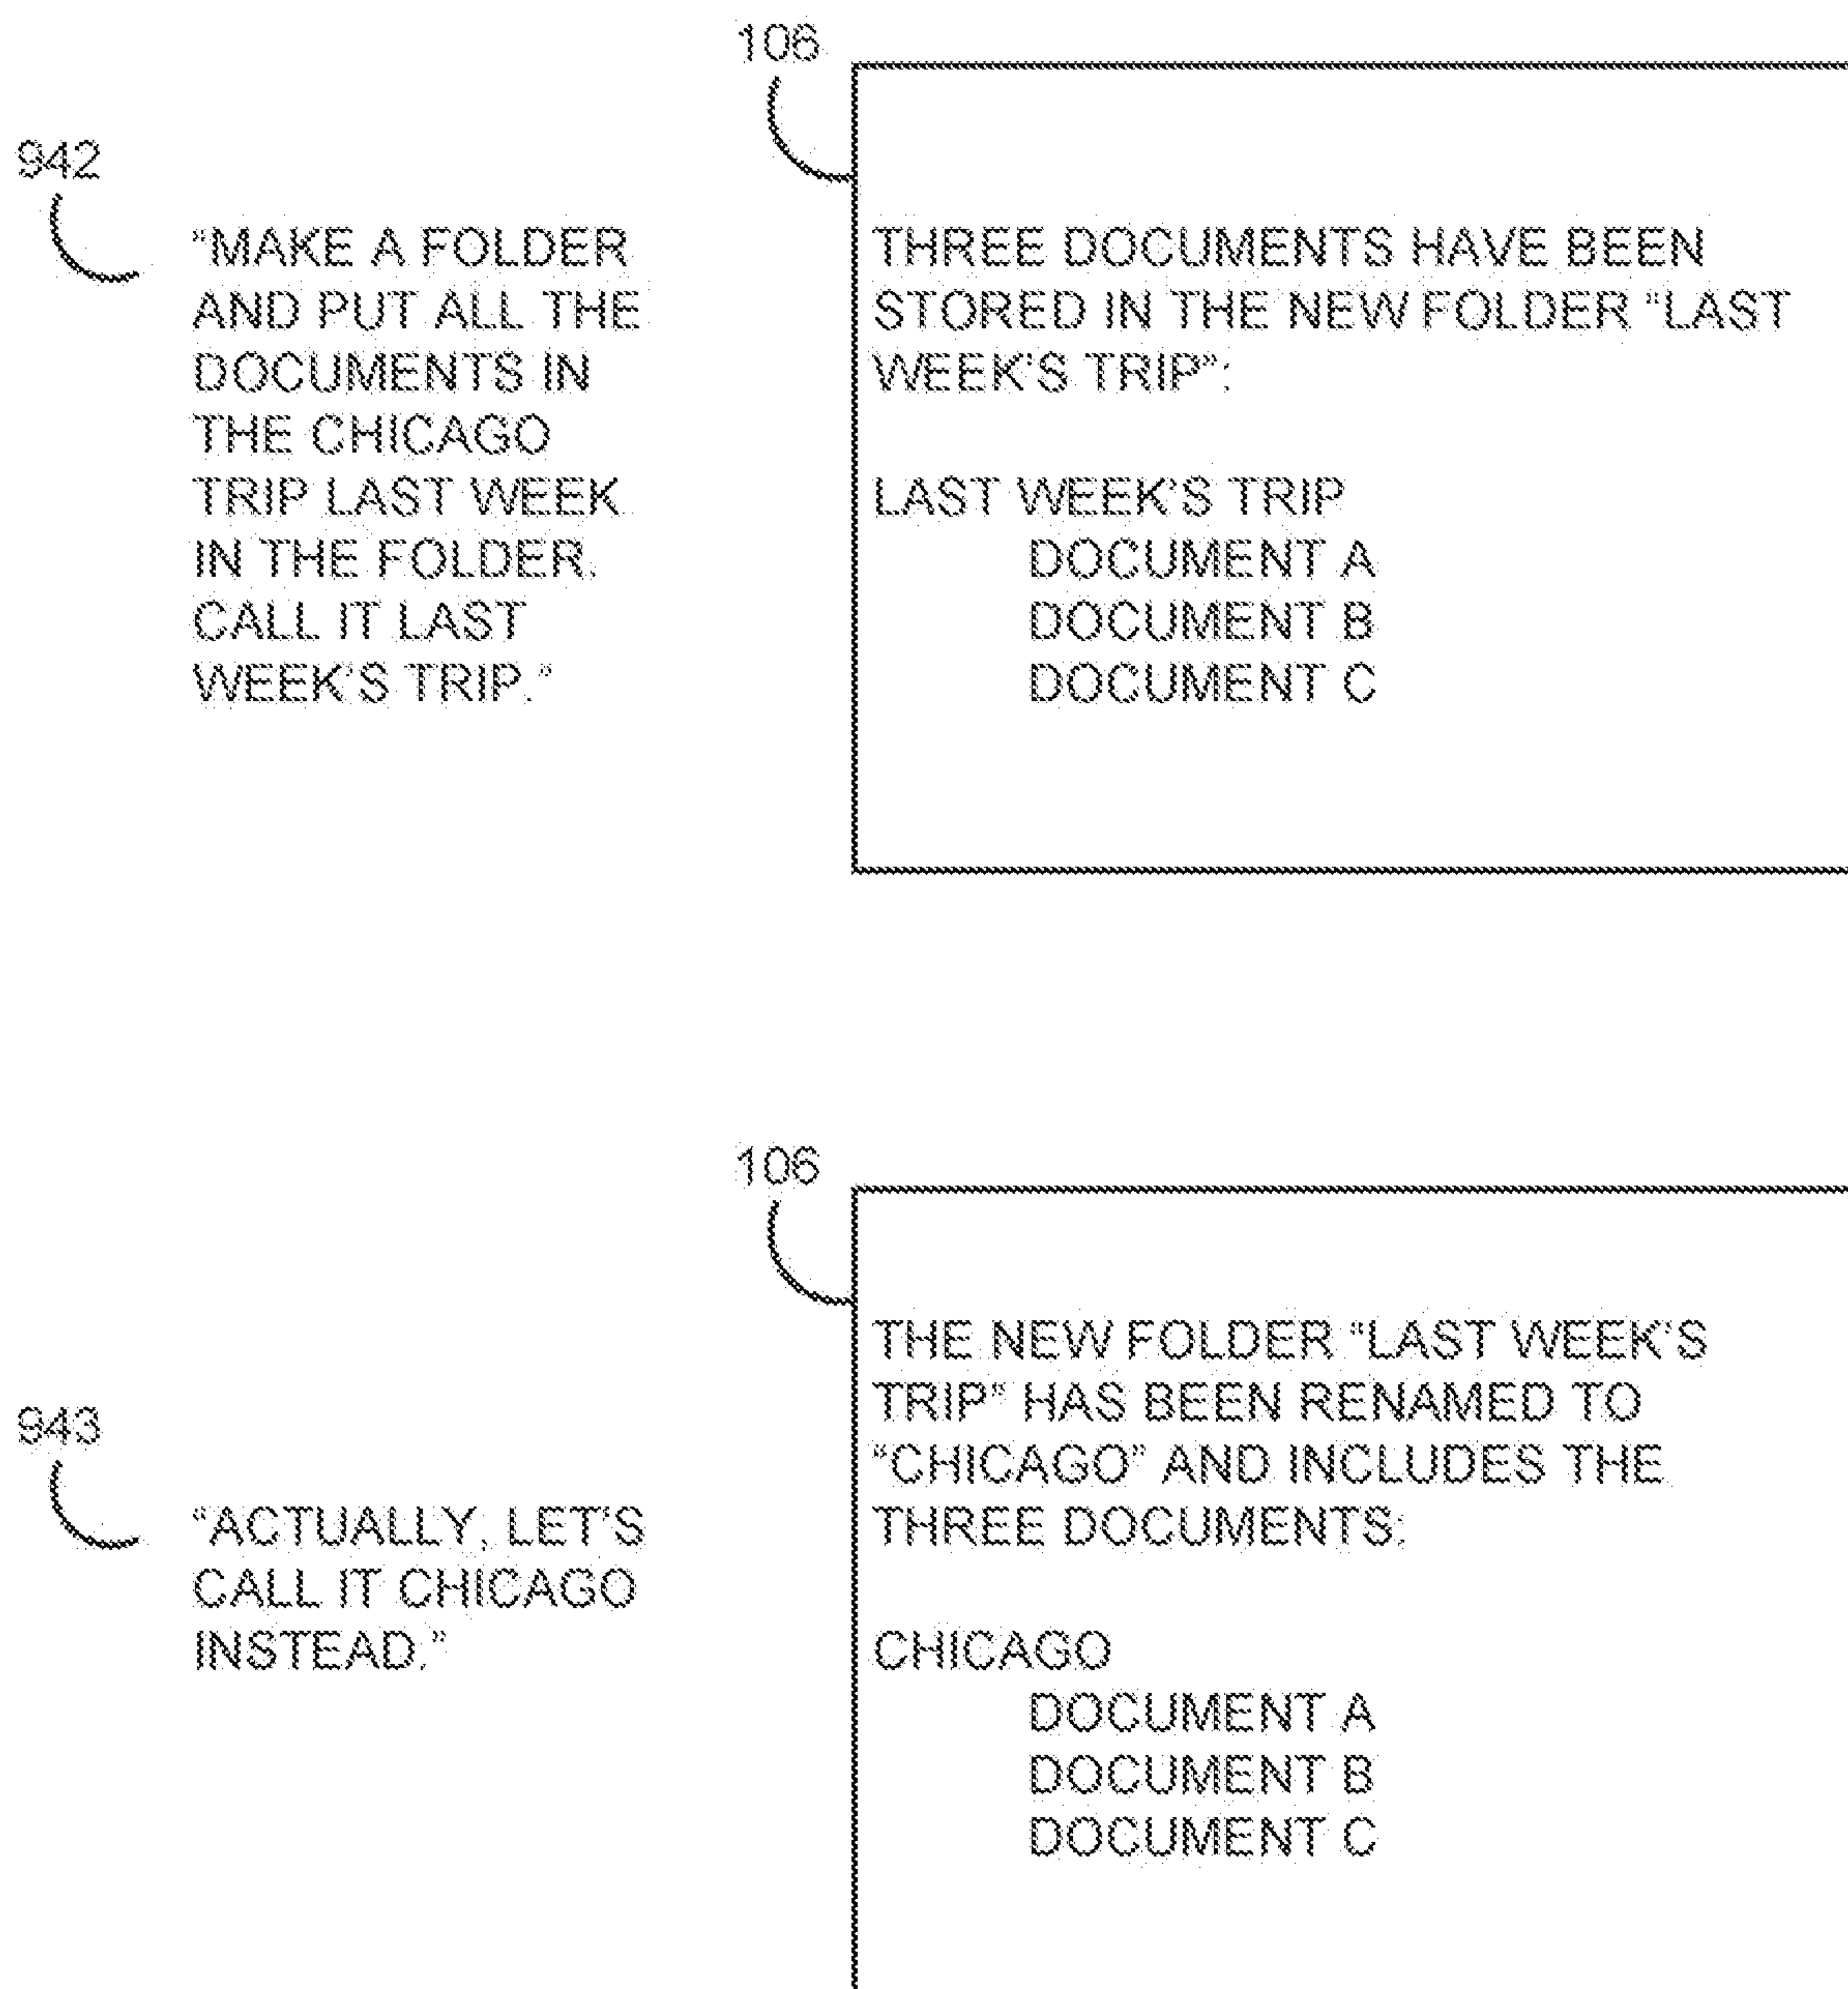 106
942
"MAKE A FOLDER
AND PUT ALL THE
DOCUMENTS IN
THE CHICAGO
TRIP LAST WEEK
IN THE FOLDER.
CALL IT LAST
WEEK'S TRIP."
THREE DOCUMENTS HAVE BEEN
STORED IN THE NEW FOLDER "LAST
WEEK'S TRIP":
LAST WEEK'S TRIP
DOCUMENT A
DOCUMENT B
DOCUMENT C
106
943
"ACTUALLY, LET'S
CALL IT CHICAGO
INSTEAD."
THE NEW FOLDER "LAST WEEK'S
TRIP" HAS BEEN RENAMED TO
"CHICAGO" AND INCLUDES THE
THREE DOCUMENTS:
CHICAGO
DOCUMENT A
DOCUMENT B
DOCUMENT C